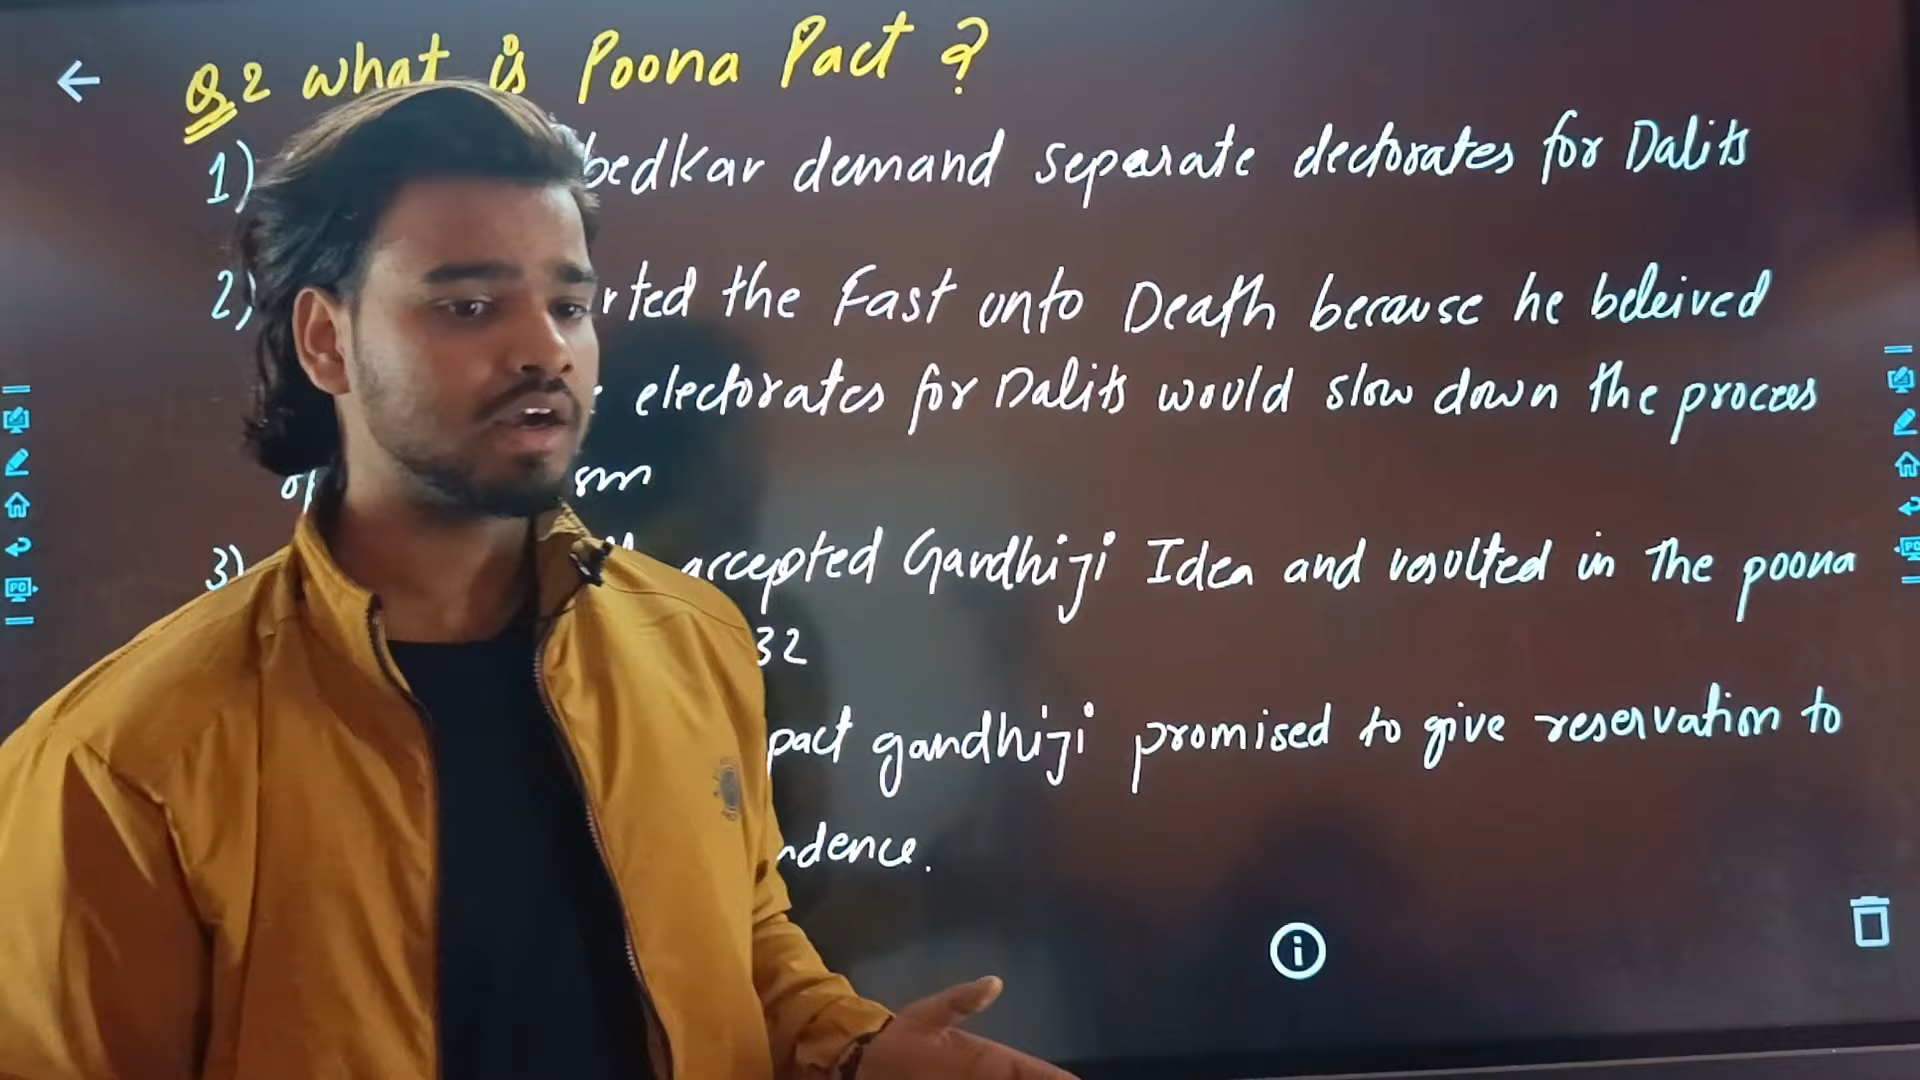 Q2 What is Poona Pact ?
1) bedkar demand separate electorates for Dalits
2) rted the Fast unto Death because he beleived
electorates for Dalits would slow down the process
of ism
3) accepted Gandhiji Idea and resulted in the poona
32
pact gandhiji promised to give reservation to
ndence.